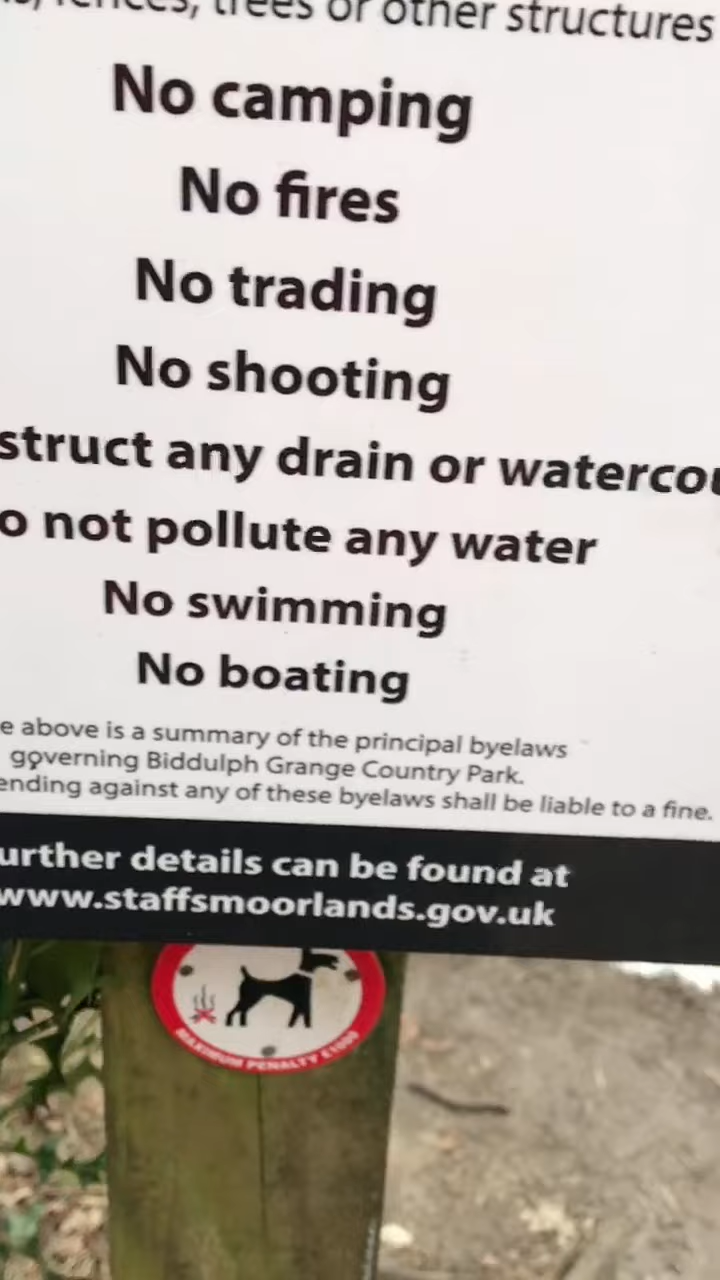 fences, trees or other structures
No camping
No fires
No trading
No shooting
struct any drain or waterco
o not pollute any water
No swimming
No boating
e above is a summary of the principal byelaws
governing Biddulph Grange Country Park.
ending against any of these byelaws shall be liable to a fine.
urther details can be found at
www.staffsmoorlands.gov.uk
MAXIMUM PENALTY £1000